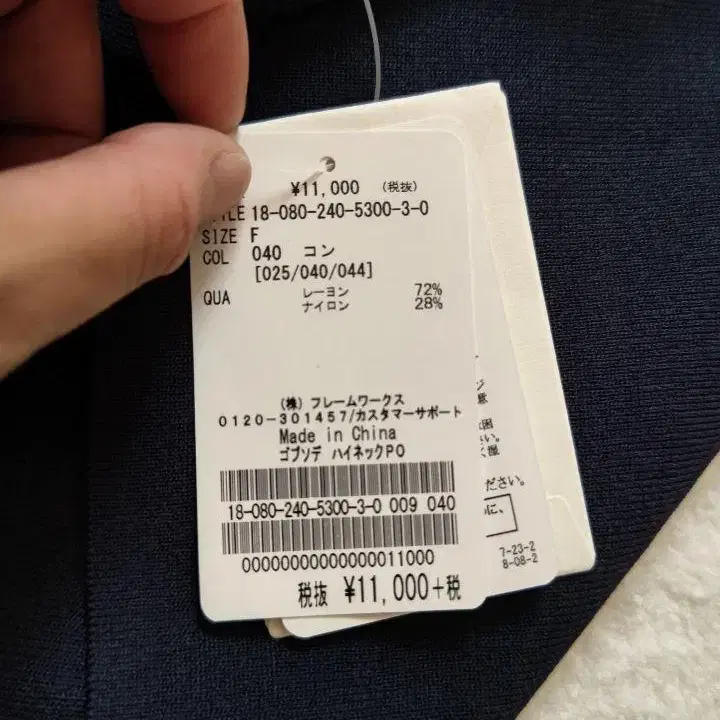 ¥11,000 (税抜)
18-080-240-5300-3-0
SIZE F
COL 040 コン
[025/040/044]
QUA レーヨン 72%
ナイロン 28%
(株) フレームワークス
0120-301457/カスタマーサポート
Made in China
ゴブソデ ハイネックPO
18-080-240-5300-3-0 009 040
00000000000000011000
税抜 ¥11,000+税
ださい。
に、
7-23-2
8-08-2